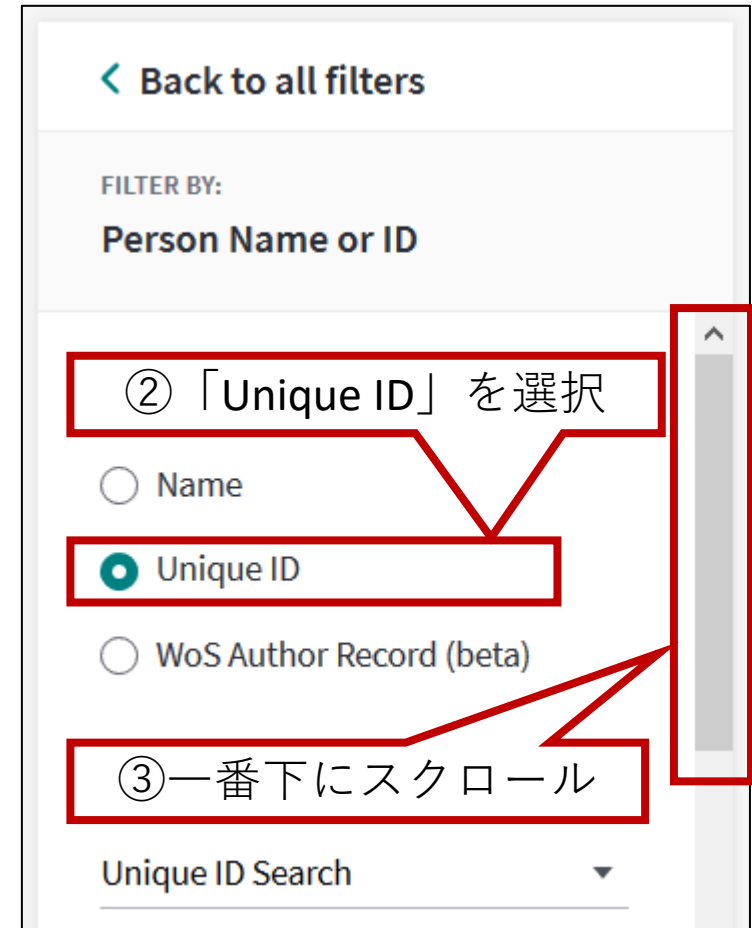 Back to all filters
FILTER BY:
Person Name or ID
②「Unique ID」を選択
Name
Unique ID
WoS Author Record (beta)
③一番下にスクロール
Unique ID Search